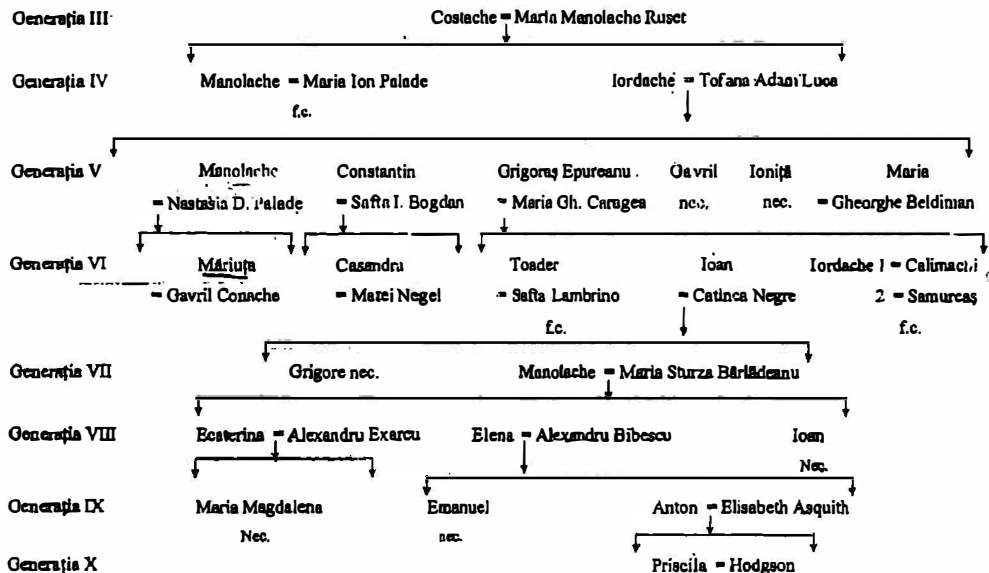 Generația III Costache = Maria Manolache Ruset
Generația IV Manolache = Maria Ion Palade Iordache = Tofana Adam Luca
f.c.
Generația V Manolache Constantin Grigoraș Epureanu Gavril Ioniță Maria
= Nastasia D. Palade = Safta I. Bogdan = Maria Gh. Caragea nec. nec. = Gheorghe Beldiman
Generația VI Măriuța Casandra Toader Ioan Iordache 1 = Calimachi
= Gavril Conache = Matei Negel = Safta Lambrino = Catinca Negre 2 = Samurcaș
f.c. f.c.
Generația VII Grigore nec. Manolache = Maria Sturza Bârlădeanu
Generația VIII Ecaterina = Alexandru Exarcu Elena = Alexandru Bibescu Ioan
Nec.
Generația IX Maria Magdalena Emanuel Anton = Elisabeth Asquith
Nec. nec.
Generația X Priscila = Hodgson